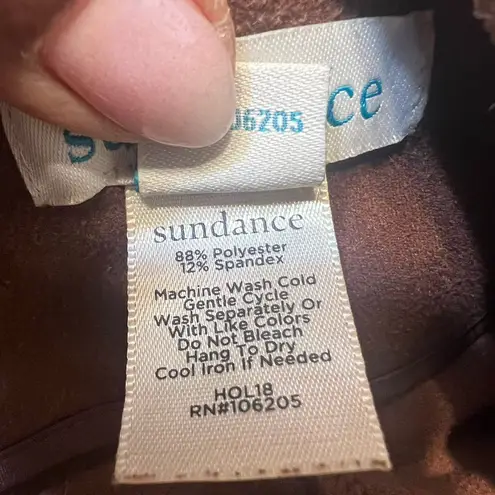 06205
ce
sundance
88% Polyester
12% Spandex
Machine Wash Cold
Gentle Cycle
Wash Separately Or
With Like Colors
Do Not Bleach
Hang To Dry
Cool Iron If Needed
HOL18
RN#106205